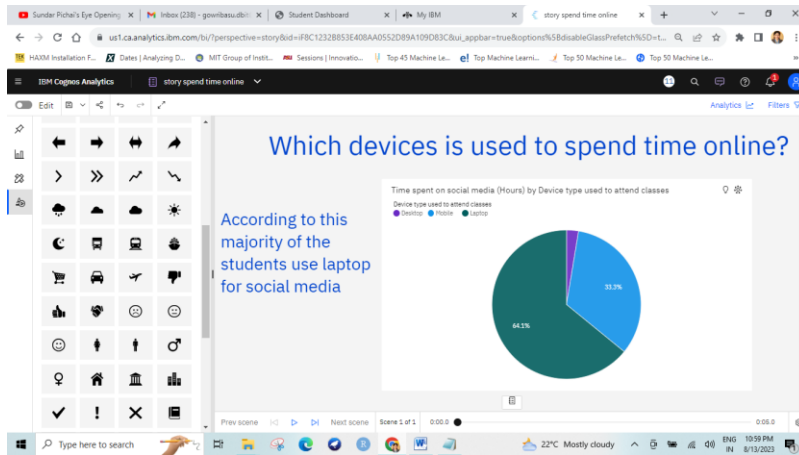 Sundar Pichai's Eye Opening
Inbox (238) - gowribasu.dbit
Student Dashboard
My IBM
story spend time online
us1.ca.analytics.ibm.com/bi/?perspective=story&id=iF8C1232B853E408AA0552D89A109D83C&ui_appbar=true&options%5BdisableGlassPrefetch%5D=t...
HAXM Installation F...
Dates | Analyzing D...
MIT Group of Instit...
Sessions | Innovatio...
Top 45 Machine Le...
Top Machine Learni...
Top 50 Machine Le...
Top 50 Machine Le...
IBM Cognos Analytics
story spend time online
Edit
Analytics
Filters
Which devices is used to spend time online?
According to this
majority of the
students use laptop
for social media
Time spent on social media (Hours) by Device type used to attend classes
Device type used to attend classes
Desktop Mobile Laptop
33.3%
64.1%
Prev scene
Next scene
Scene 1 of 1
0:00.0
Type here to search
22°C Mostly cloudy
ENG
IN
10:59 PM
8/13/2023